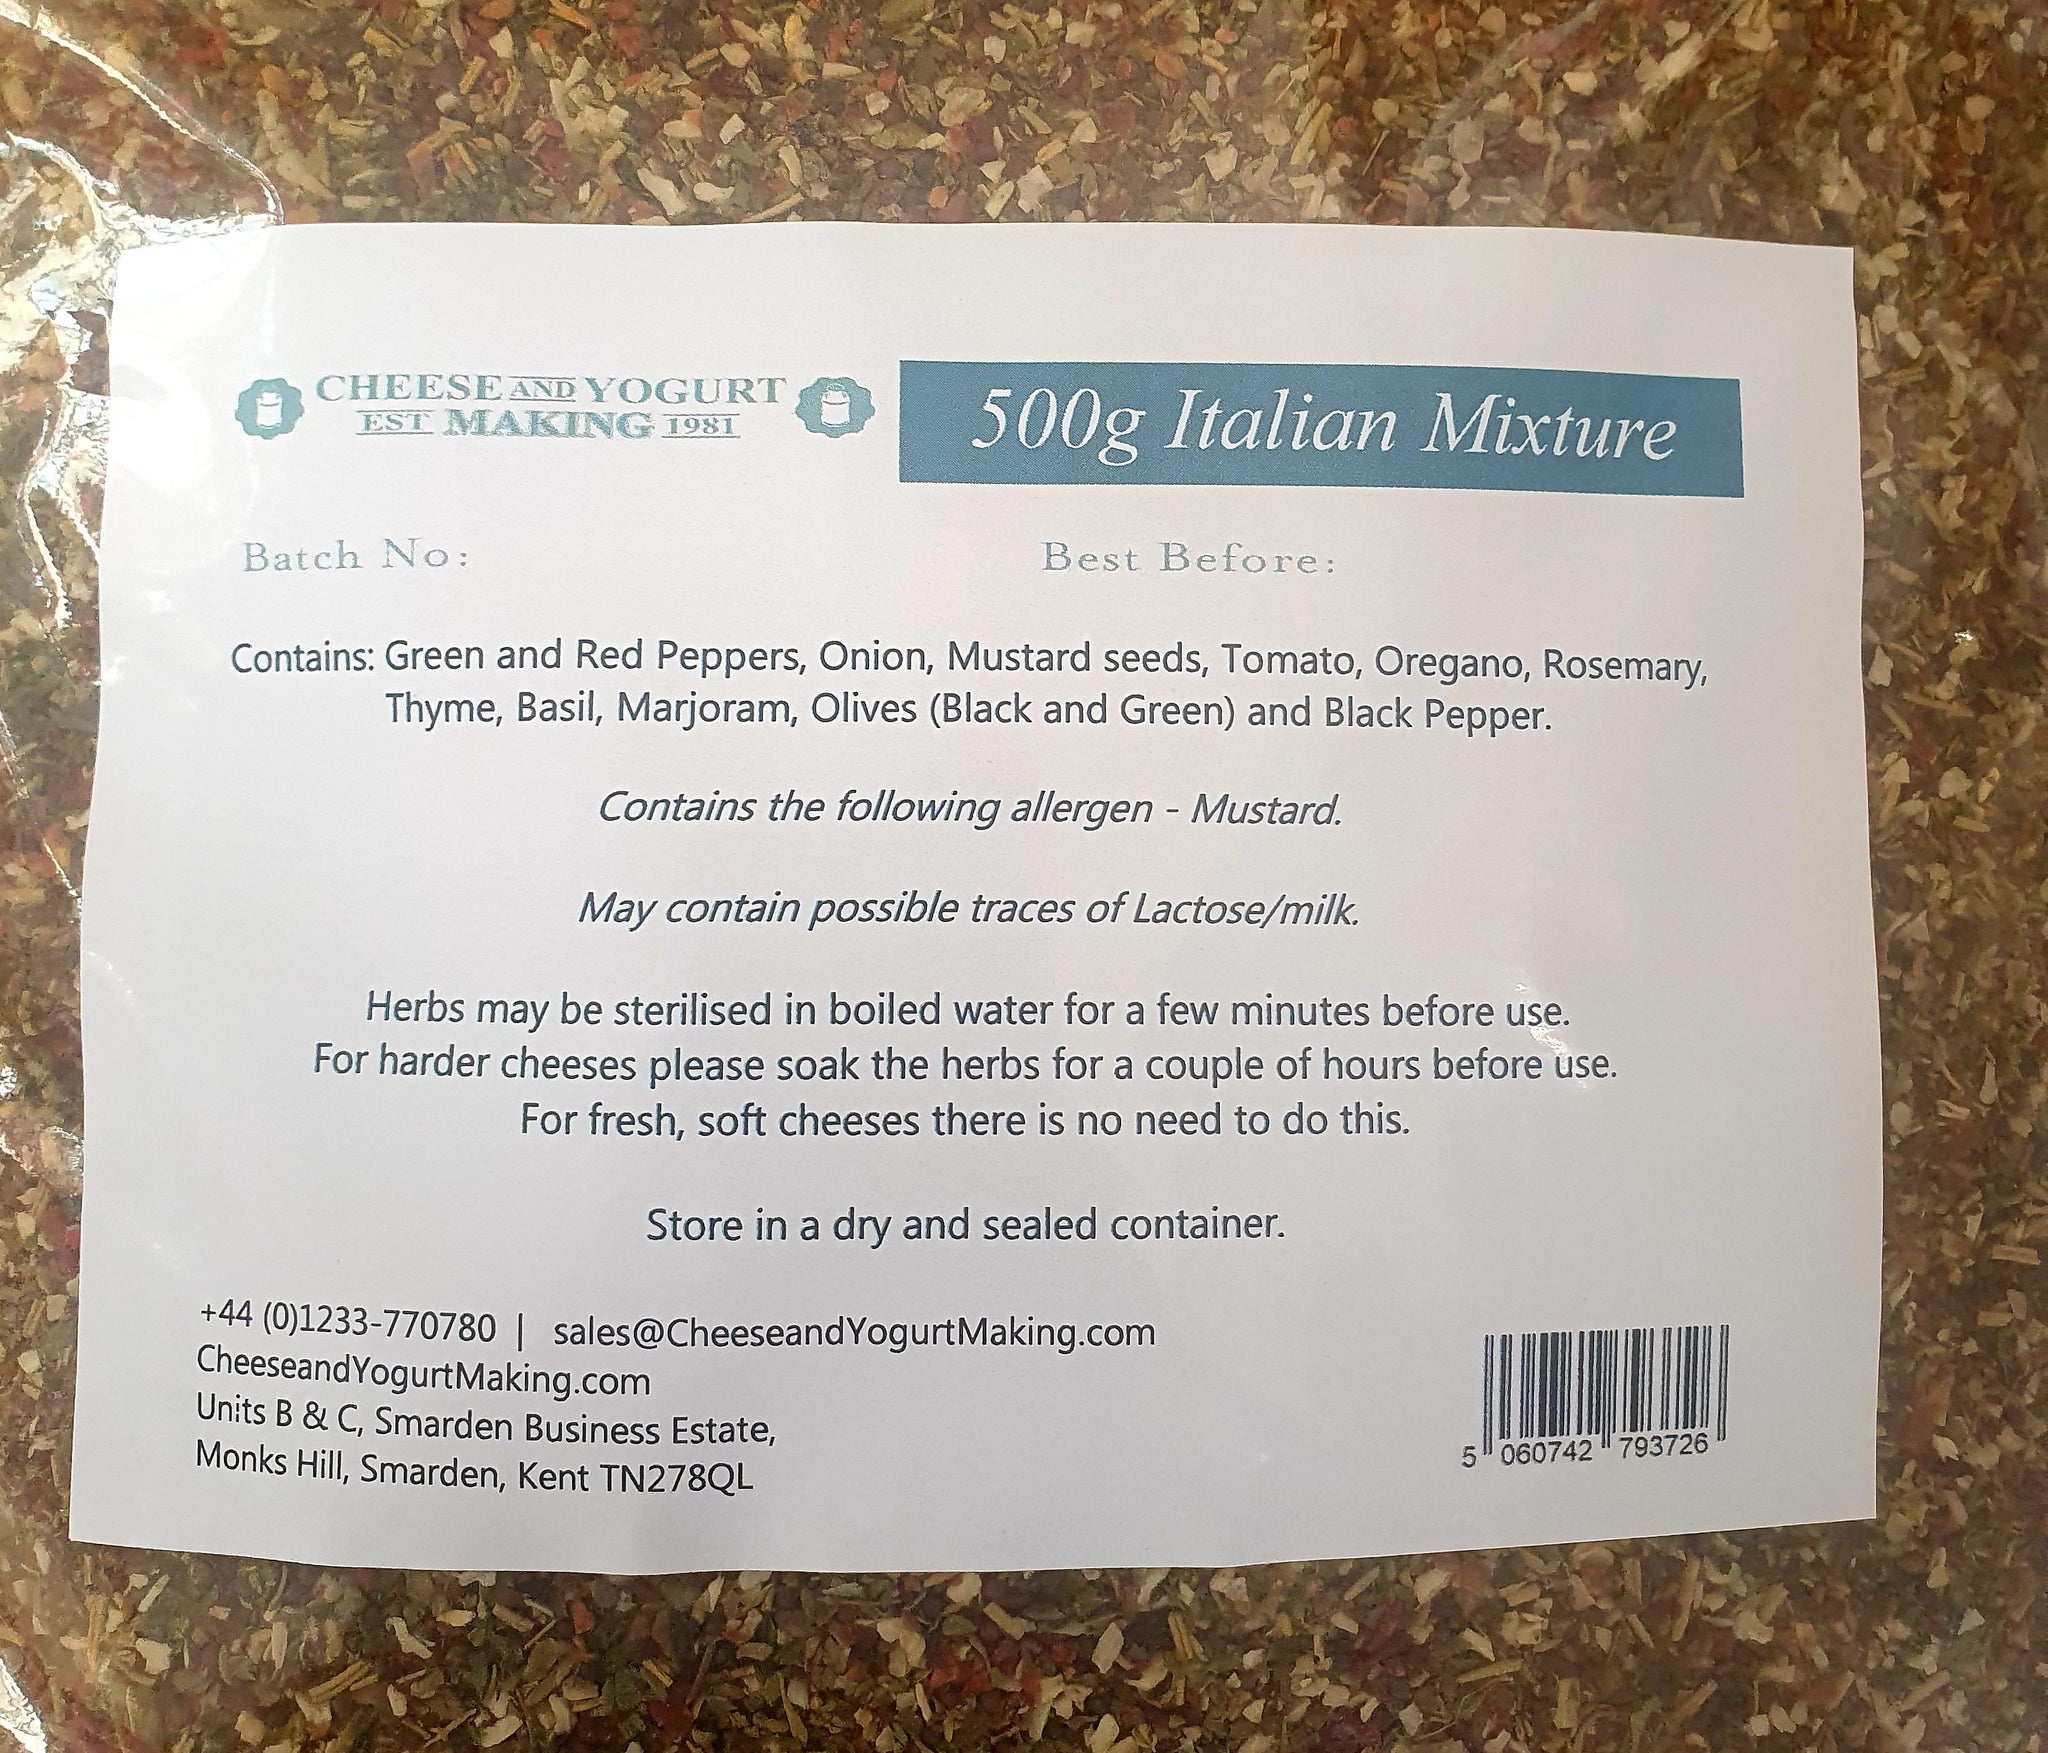 CHEESE AND YOGURT
EST MAKING 1981
500g Italian Mixture
Batch No:
Best Before:
Contains: Green and Red Peppers, Onion, Mustard seeds, Tomato, Oregano, Rosemary,
Thyme, Basil, Marjoram, Olives (Black and Green) and Black Pepper.
Contains the following allergen - Mustard.
May contain possible traces of Lactose/milk.
Herbs may be sterilised in boiled water for a few minutes before use.
For harder cheeses please soak the herbs for a couple of hours before use.
For fresh, soft cheeses there is no need to do this.
Store in a dry and sealed container.
+44 (0)1233-770780 | sales@CheeseandYogurtMaking.com
CheeseandYogurtMaking.com
Units B & C, Smarden Business Estate,
Monks Hill, Smarden, Kent TN278QL
5 060742 793726